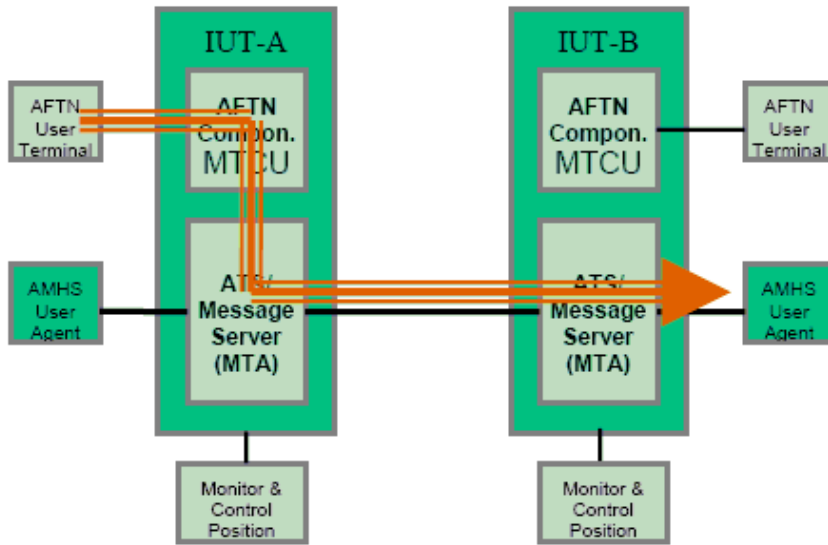 IUT-A
AFTN
Compon.
MTCU
ATS/
Message
Server
(MTA)
IUT-B
AFTN
Compon.
MTCU
ATS/
Message
Server
(MTA)
AFTN
User
Terminal
AMHS
User
Agent
AFTN
User
Terminal
AMHS
User
Agent
Monitor &
Control
Position
Monitor &
Control
Position